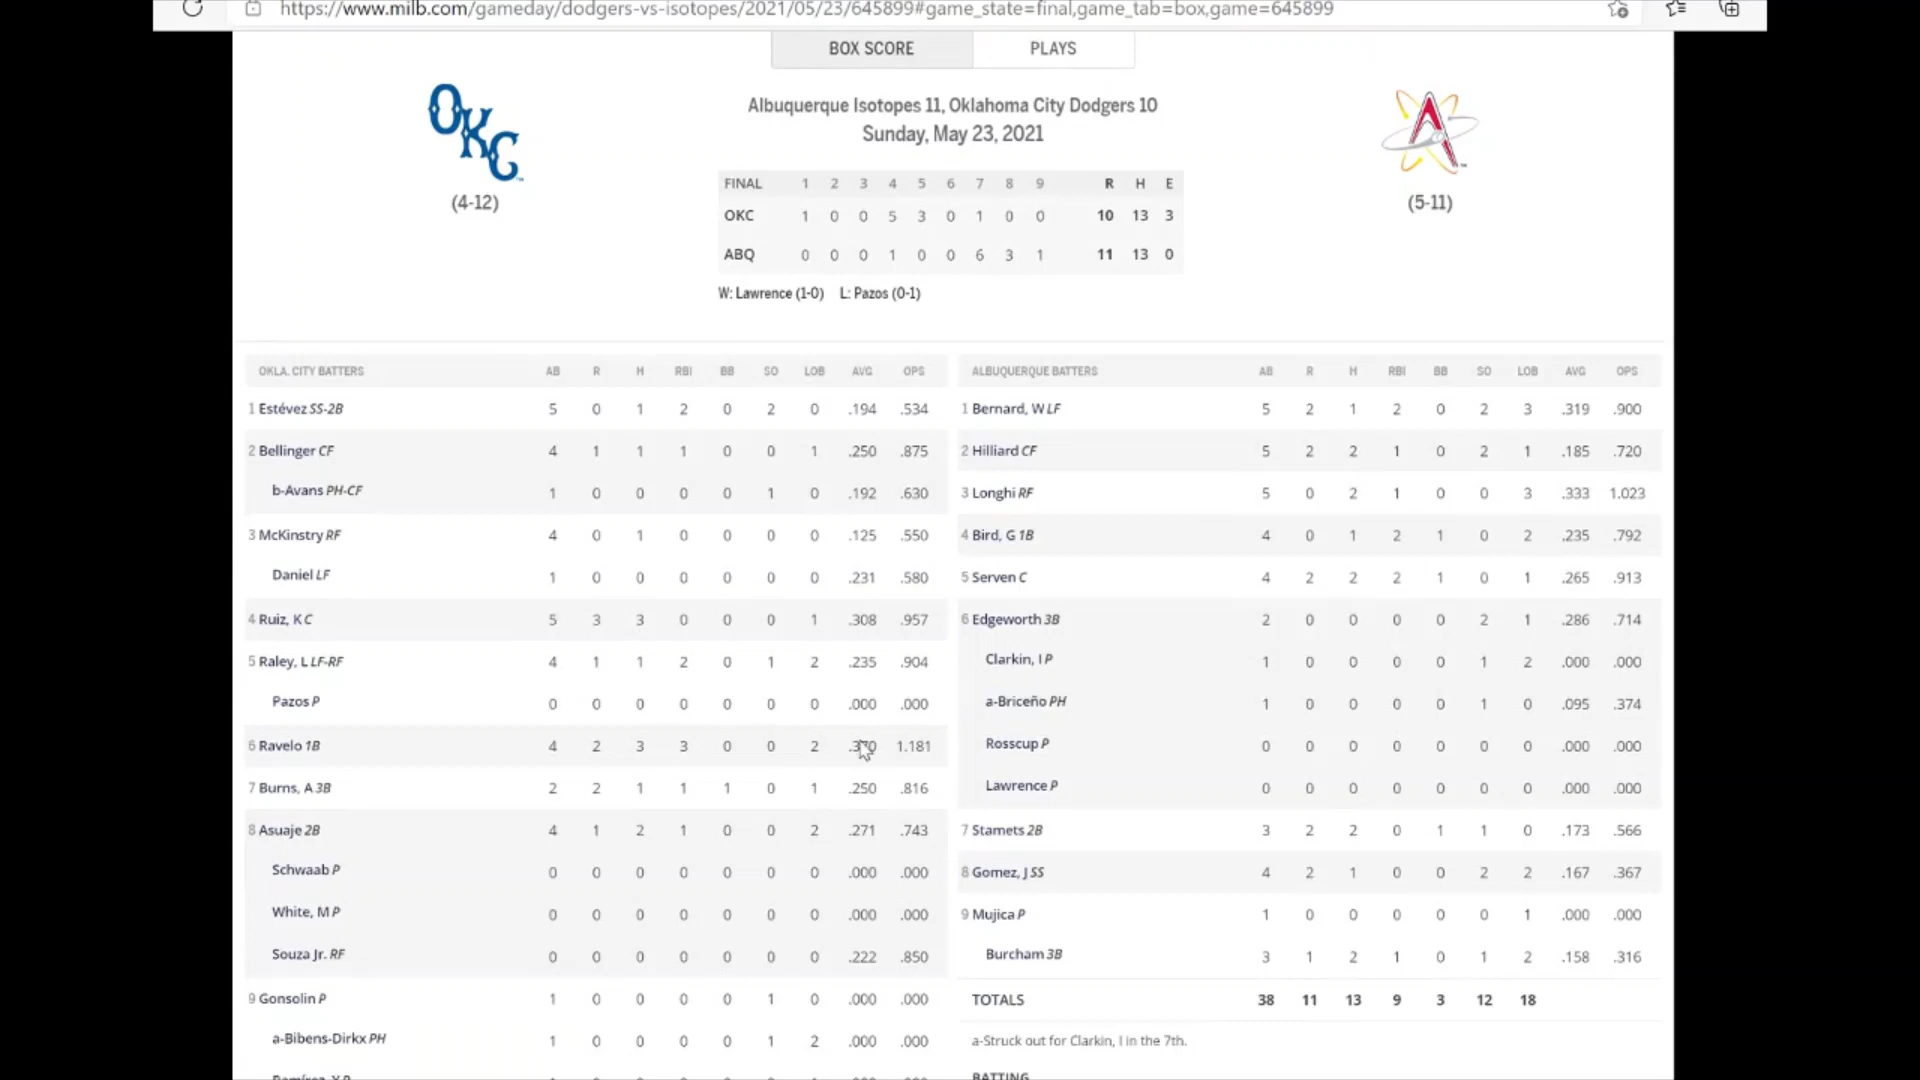 https://www.milb.com/gameday/dodgers-vs-isotopes/2021/05/23/645899#game_state=final,game_tab=box,game=645899
BOX SCORE PLAYS
OKC
A
Albuquerque Isotopes 11, Oklahoma City Dodgers 10
Sunday, May 23, 2021
(4-12)
(5-11)
FINAL 1 2 3 4 5 6 7 8 9 R H E
OKC 1 0 0 5 3 0 1 0 0 10 13 3
ABQ 0 0 0 1 0 0 6 3 1 11 13 0
W: Lawrence (1-0) L: Pazos (0-1)
OKLA. CITY BATTERS AB R H RBI BB SO LOB AVG OPS
1 Estévez SS-2B 5 0 1 2 0 2 0 .194 .534
2 Bellinger CF 4 1 1 1 0 0 1 .250 .875
b-Avans PH-CF 1 0 0 0 0 1 0 .192 .630
3 McKinstry RF 4 0 1 0 0 0 0 .125 .550
Daniel LF 1 0 0 0 0 0 0 .231 .580
4 Ruiz, K C 5 3 3 0 0 0 1 .308 .957
5 Raley, L LF-RF 4 1 1 2 0 1 2 .235 .904
Pazos P 0 0 0 0 0 0 0 .000 .000
6 Ravelo 1B 4 2 3 3 0 0 2 1.181
7 Burns, A 3B 2 2 1 1 1 0 1 .250 .816
8 Asuaje 2B 4 1 2 1 0 0 2 .271 .743
Schwaab P 0 0 0 0 0 0 0 .000 .000
White, M P 0 0 0 0 0 0 0 .000 .000
Souza Jr. RF 0 0 0 0 0 0 0 .222 .850
9 Gonsolin P 1 0 0 0 0 1 0 .000 .000
a-Bibens-Dirkx PH 1 0 0 0 0 1 2 .000 .000
ALBUQUERQUE BATTERS AB R H RBI BB SO LOB AVG OPS
1 Bernard, W LF 5 2 1 2 0 2 3 .319 .900
2 Hilliard CF 5 2 2 1 0 2 1 .185 .720
3 Longhi RF 5 0 2 1 0 0 3 .333 1.023
4 Bird, G 1B 4 0 1 2 1 0 2 .235 .792
5 Serven C 4 2 2 2 1 0 1 .265 .913
6 Edgeworth 3B 2 0 0 0 0 2 1 .286 .714
Clarkin, I P 1 0 0 0 0 1 2 .000 .000
a-Briceño PH 1 0 0 0 0 1 0 .095 .374
Rosscup P 0 0 0 0 0 0 0 .000 .000
Lawrence P 0 0 0 0 0 0 0 .000 .000
7 Stamets 2B 3 2 2 0 1 1 0 .173 .566
8 Gomez, J SS 4 2 1 0 0 2 2 .167 .367
9 Mujica P 1 0 0 0 0 0 1 .000 .000
Burcham 3B 3 1 2 1 0 1 2 .158 .316
TOTALS 38 11 13 9 3 12 18
a-Struck out for Clarkin, I in the 7th.
BATTING